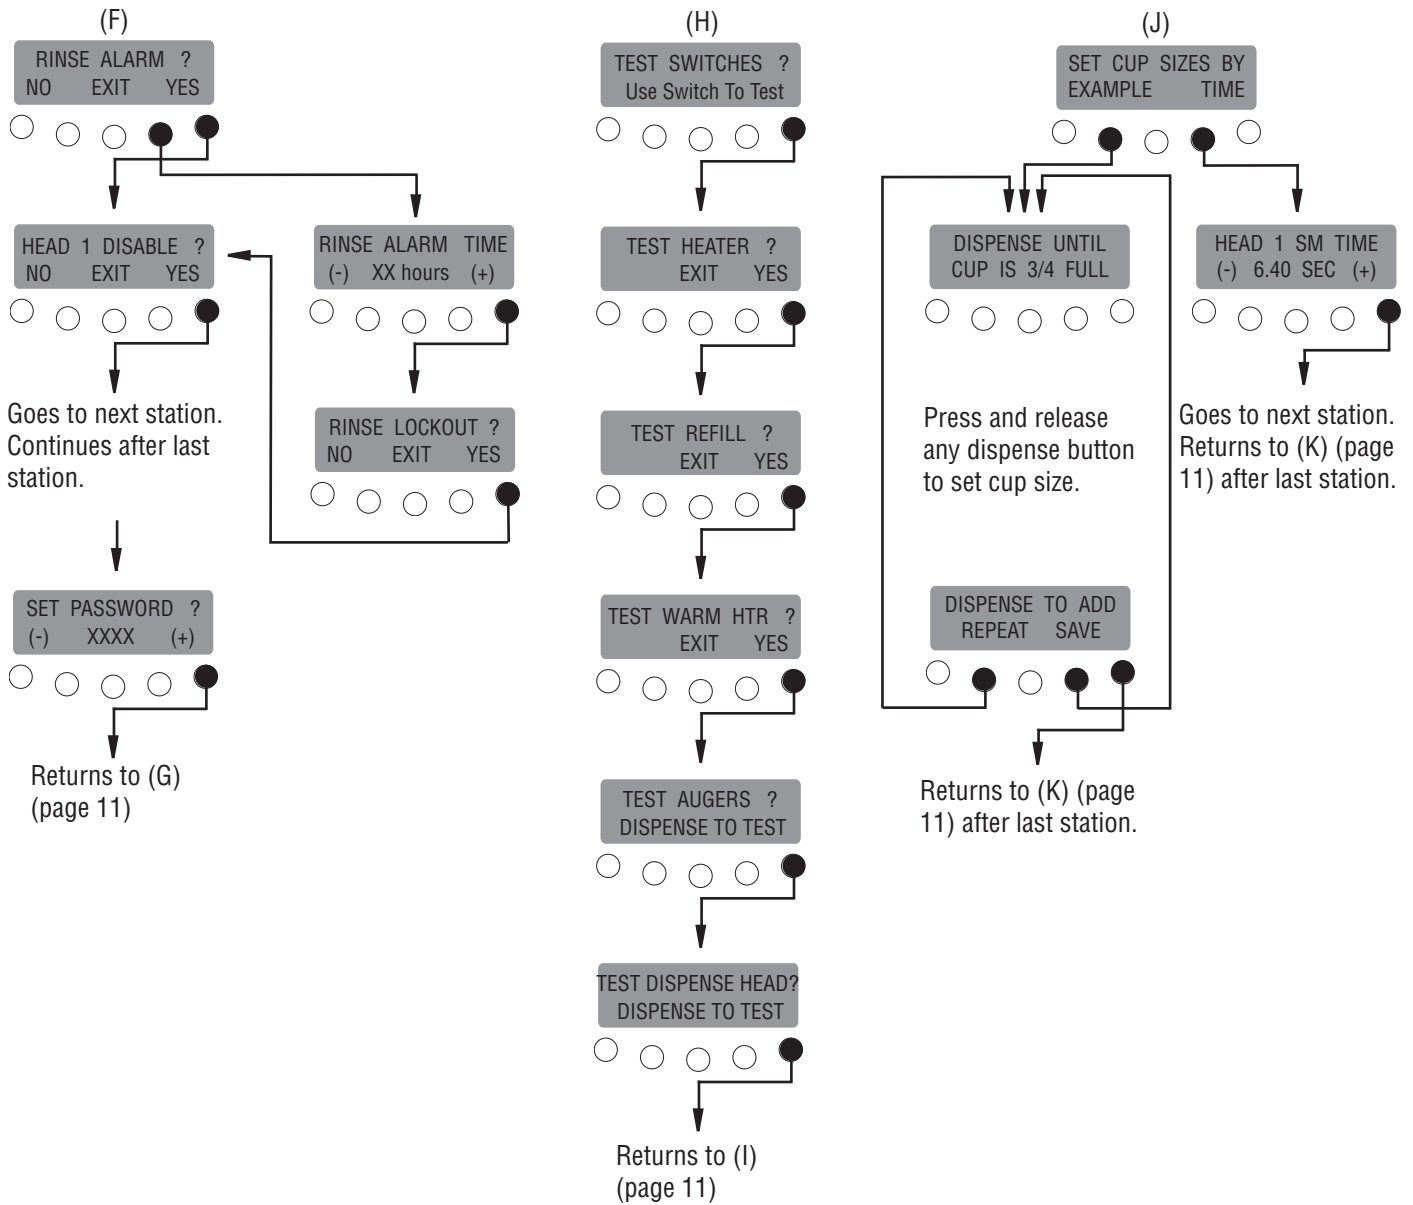 (F)
RINSE ALARM ?
NO EXIT YES
HEAD 1 DISABLE ?
NO EXIT YES
RINSE ALARM TIME
(-) XX hours (+)
Goes to next station.
Continues after last
station.
RINSE LOCKOUT ?
NO EXIT YES
SET PASSWORD ?
(-) XXXX (+)
Returns to (G)
(page 11)
(H)
TEST SWITCHES ?
Use Switch To Test
TEST HEATER ?
EXIT YES
TEST REFILL ?
EXIT YES
TEST WARM HTR ?
EXIT YES
TEST AUGERS ?
DISPENSE TO TEST
TEST DISPENSE HEAD?
DISPENSE TO TEST
Returns to (I)
(page 11)
(J)
SET CUP SIZES BY
EXAMPLE TIME
DISPENSE UNTIL
CUP IS 3/4 FULL
HEAD 1 SM TIME
(-) 6.40 SEC (+)
Press and release
any dispense button
to set cup size.
Goes to next station.
Returns to (K) (page
11) after last station.
DISPENSE TO ADD
REPEAT SAVE
Returns to (K) (page
11) after last station.